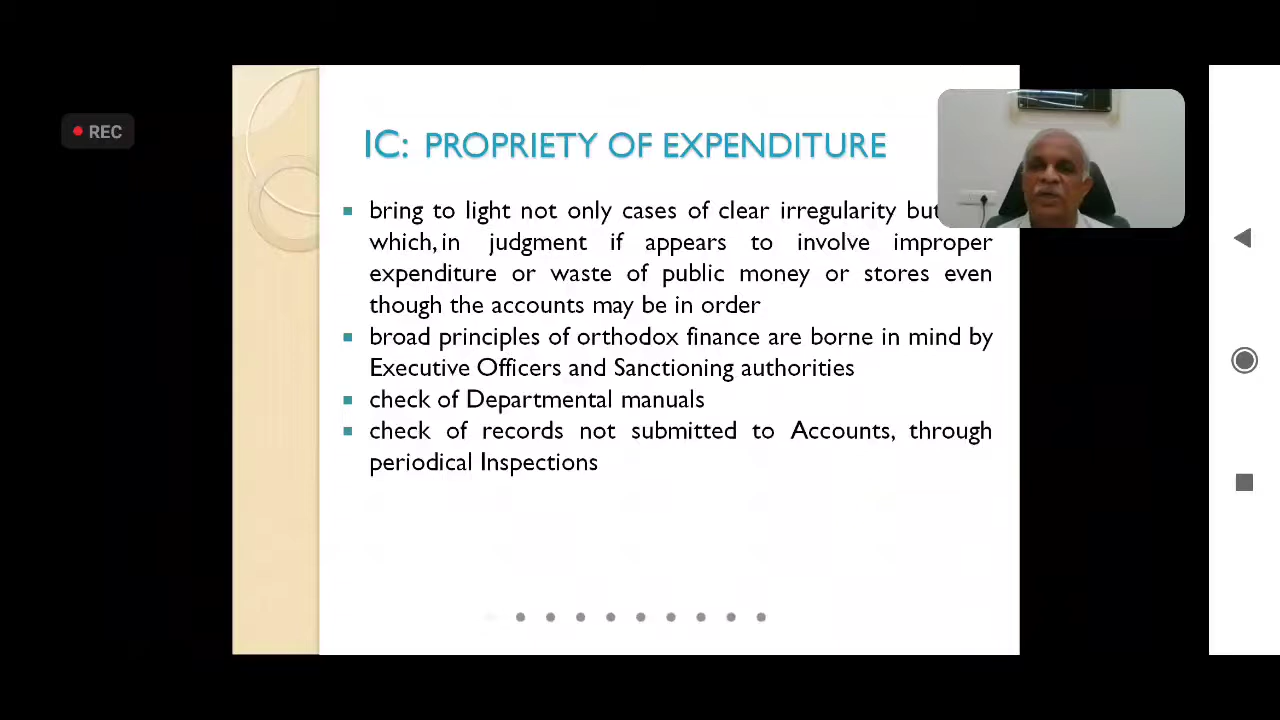 REC
IC: PROPRIETY OF EXPENDITURE
bring to light not only cases of clear irregularity but
which, in judgment if appears to involve improper
expenditure or waste of public money or stores even
though the accounts may be in order
broad principles of orthodox finance are borne in mind by
Executive Officers and Sanctioning authorities
check of Departmental manuals
check of records not submitted to Accounts, through
periodical Inspections